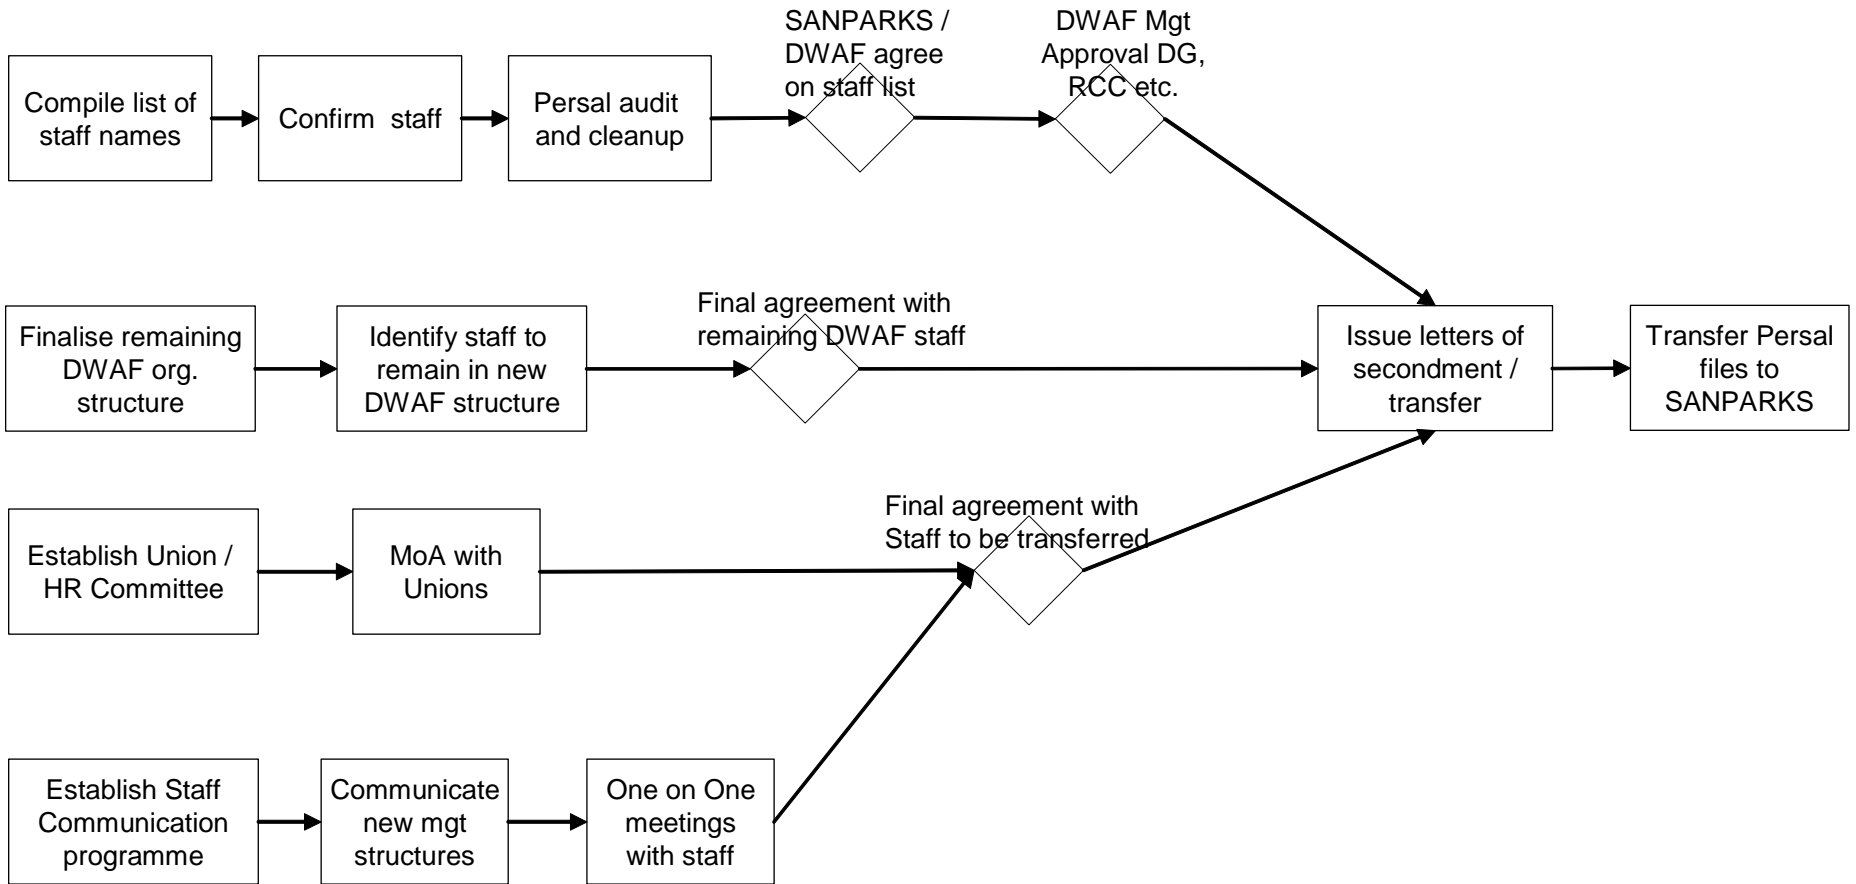 SANPARKS /
DWAF agree
on staff list
DWAF Mgt
Approval DG,
RCC etc.
Compile list of
staff names
Confirm staff
Persal audit
and cleanup
Final agreement with
remaining DWAF staff
Finalise remaining
DWAF org.
structure
Identify staff to
remain in new
DWAF structure
Issue letters of
secondment /
transfer
Transfer Persal
files to
SANPARKS
Final agreement with
Staff to be transferred
Establish Union /
HR Committee
MoA with
Unions
Establish Staff
Communication
programme
Communicate
new mgt
structures
One on One
meetings
with staff